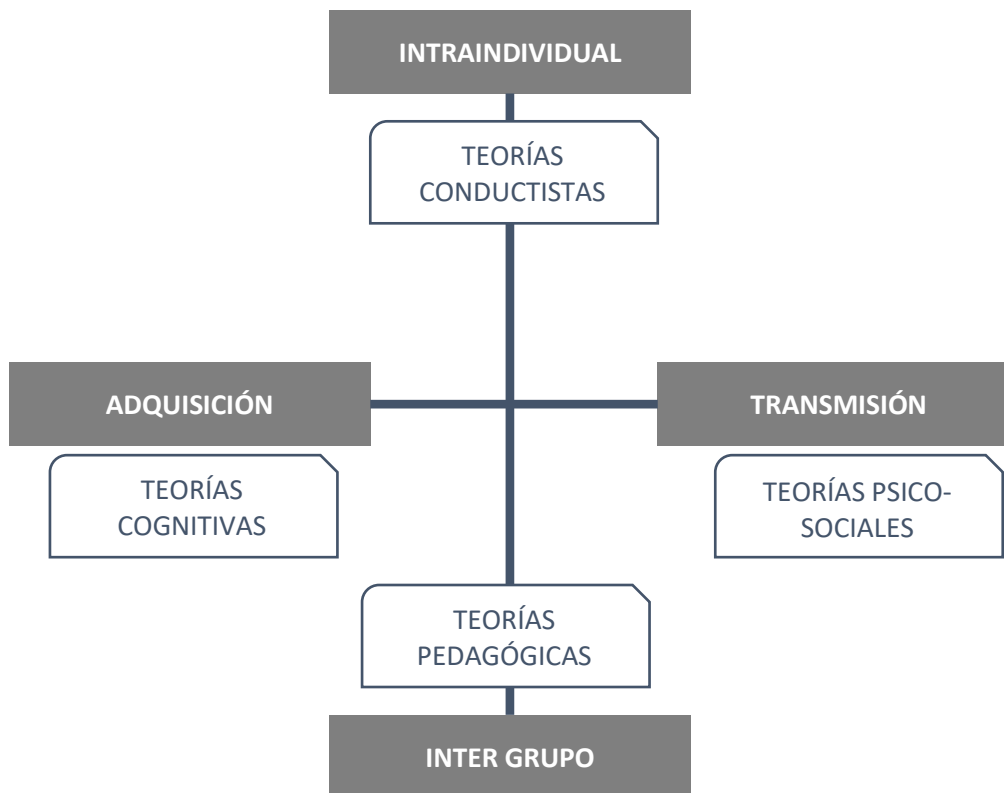 INTRAINDIVIDUAL
TEORÍAS
CONDUCTISTAS
ADQUISICIÓN
TRANSMISIÓN
TEORÍAS
COGNITIVAS
TEORÍAS PSICO-
SOCIALES
TEORÍAS
PEDAGÓGICAS
INTER GRUPO